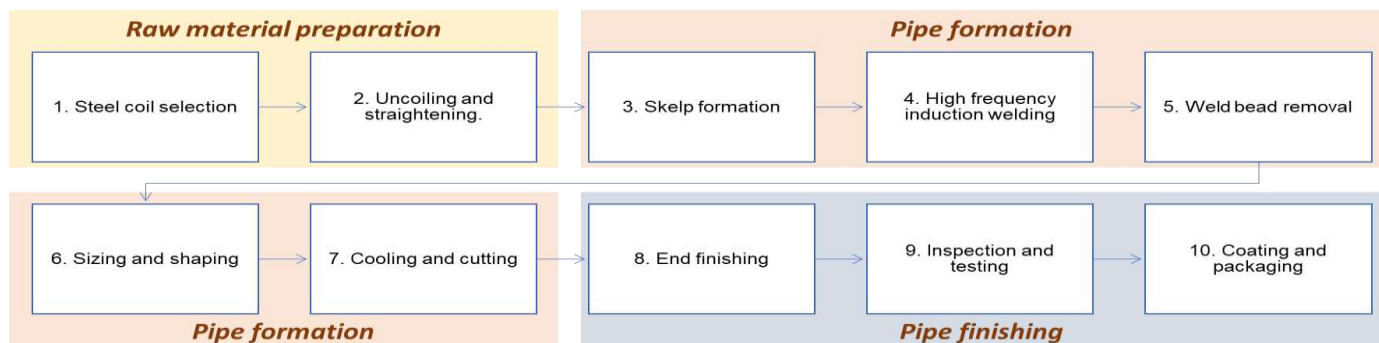 Raw material preparation
Pipe formation
1. Steel coil selection
2. Uncoiling and
straightening.
3. Skelp formation
4. High frequency
induction welding
5. Weld bead removal
6. Sizing and shaping
7. Cooling and cutting
8. End finishing
9. Inspection and
testing
10. Coating and
packaging
Pipe formation
Pipe finishing